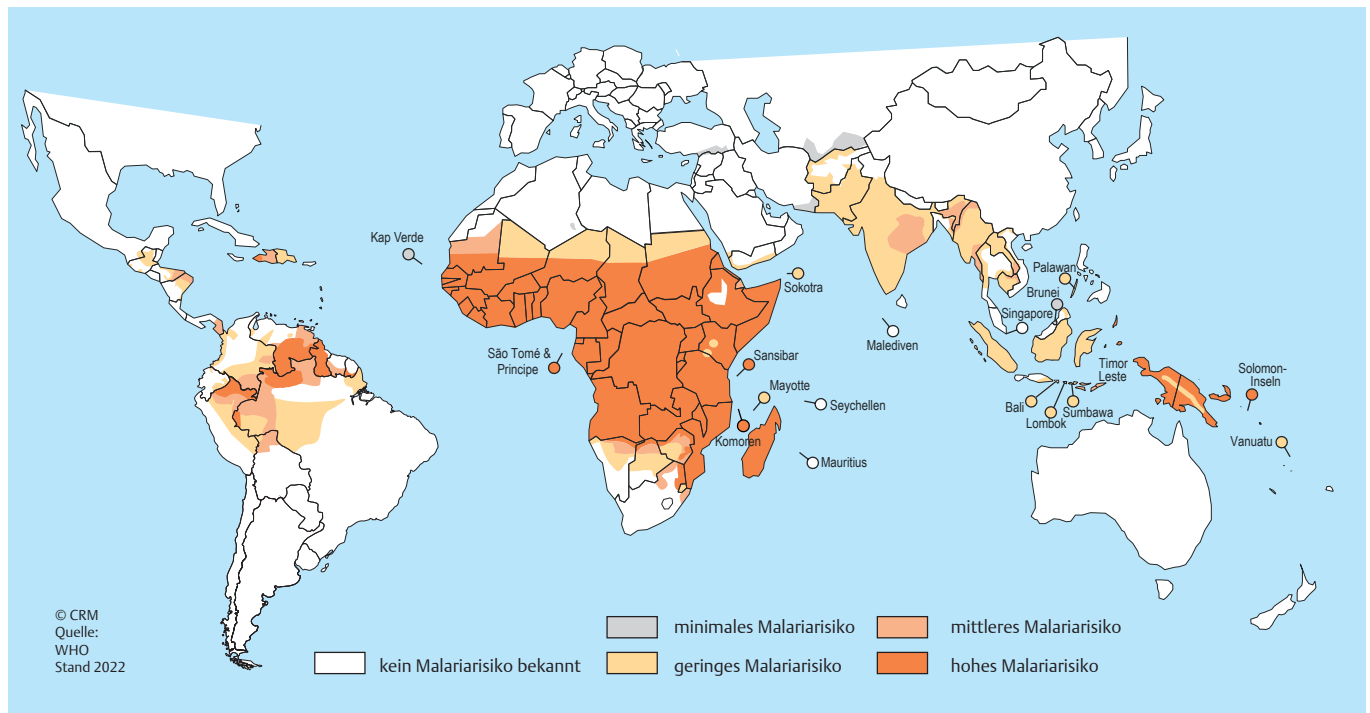 Kap Verde
São Tomé &
Principe
Sokotra
Sansibar
Mayotte
Komoren
Seychellen
Mauritius
Malediven
Palawan
Brunei
Singapore
Timor
Leste
Bali
Lombok
Sumbawa
Solomon-
Inseln
Vanuatu
© CRM
Quelle:
WHO
Stand 2022
kein Malariarisiko bekannt
minimales Malariarisiko
geringes Malariarisiko
mittleres Malariarisiko
hohes Malariarisiko